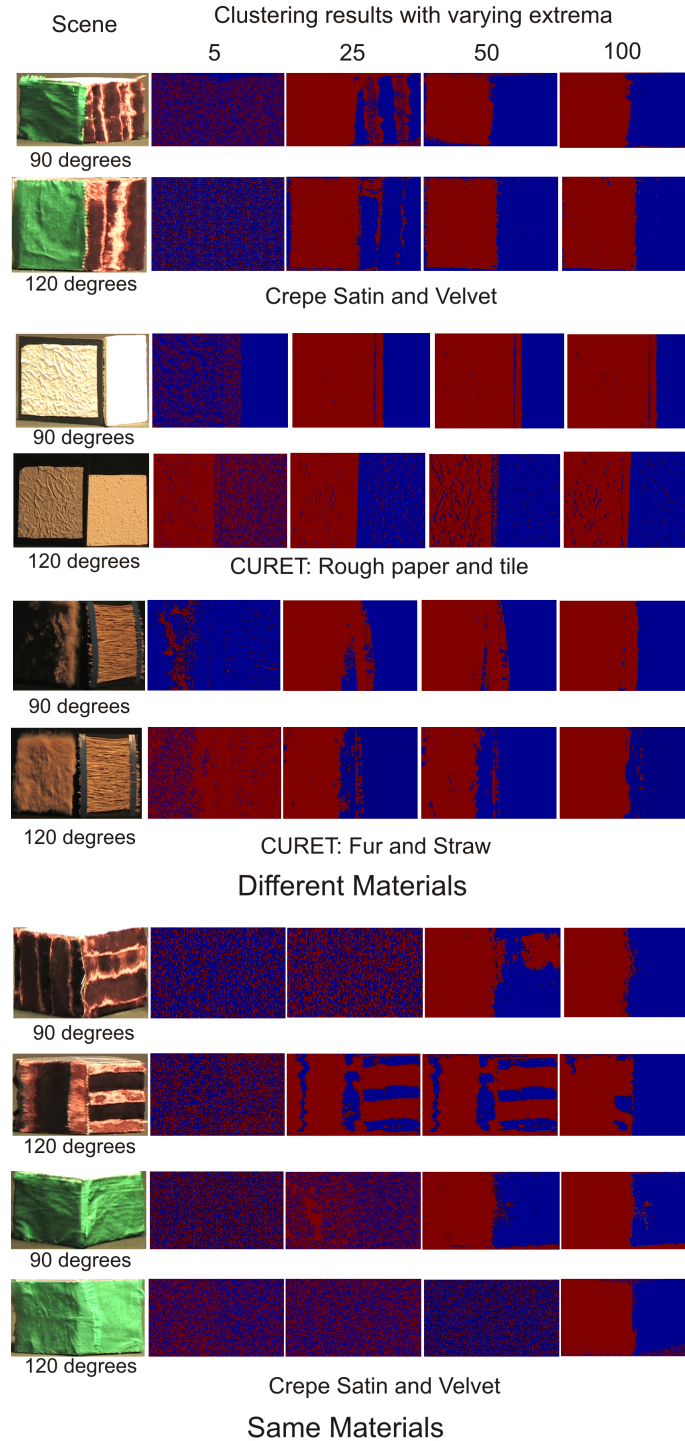 Scene
Clustering results with varying extrema
5 25 50 100
90 degrees
120 degrees
Crepe Satin and Velvet
90 degrees
120 degrees
CURET: Rough paper and tile
90 degrees
120 degrees
CURET: Fur and Straw
Different Materials
90 degrees
120 degrees
90 degrees
120 degrees
Crepe Satin and Velvet
Same Materials